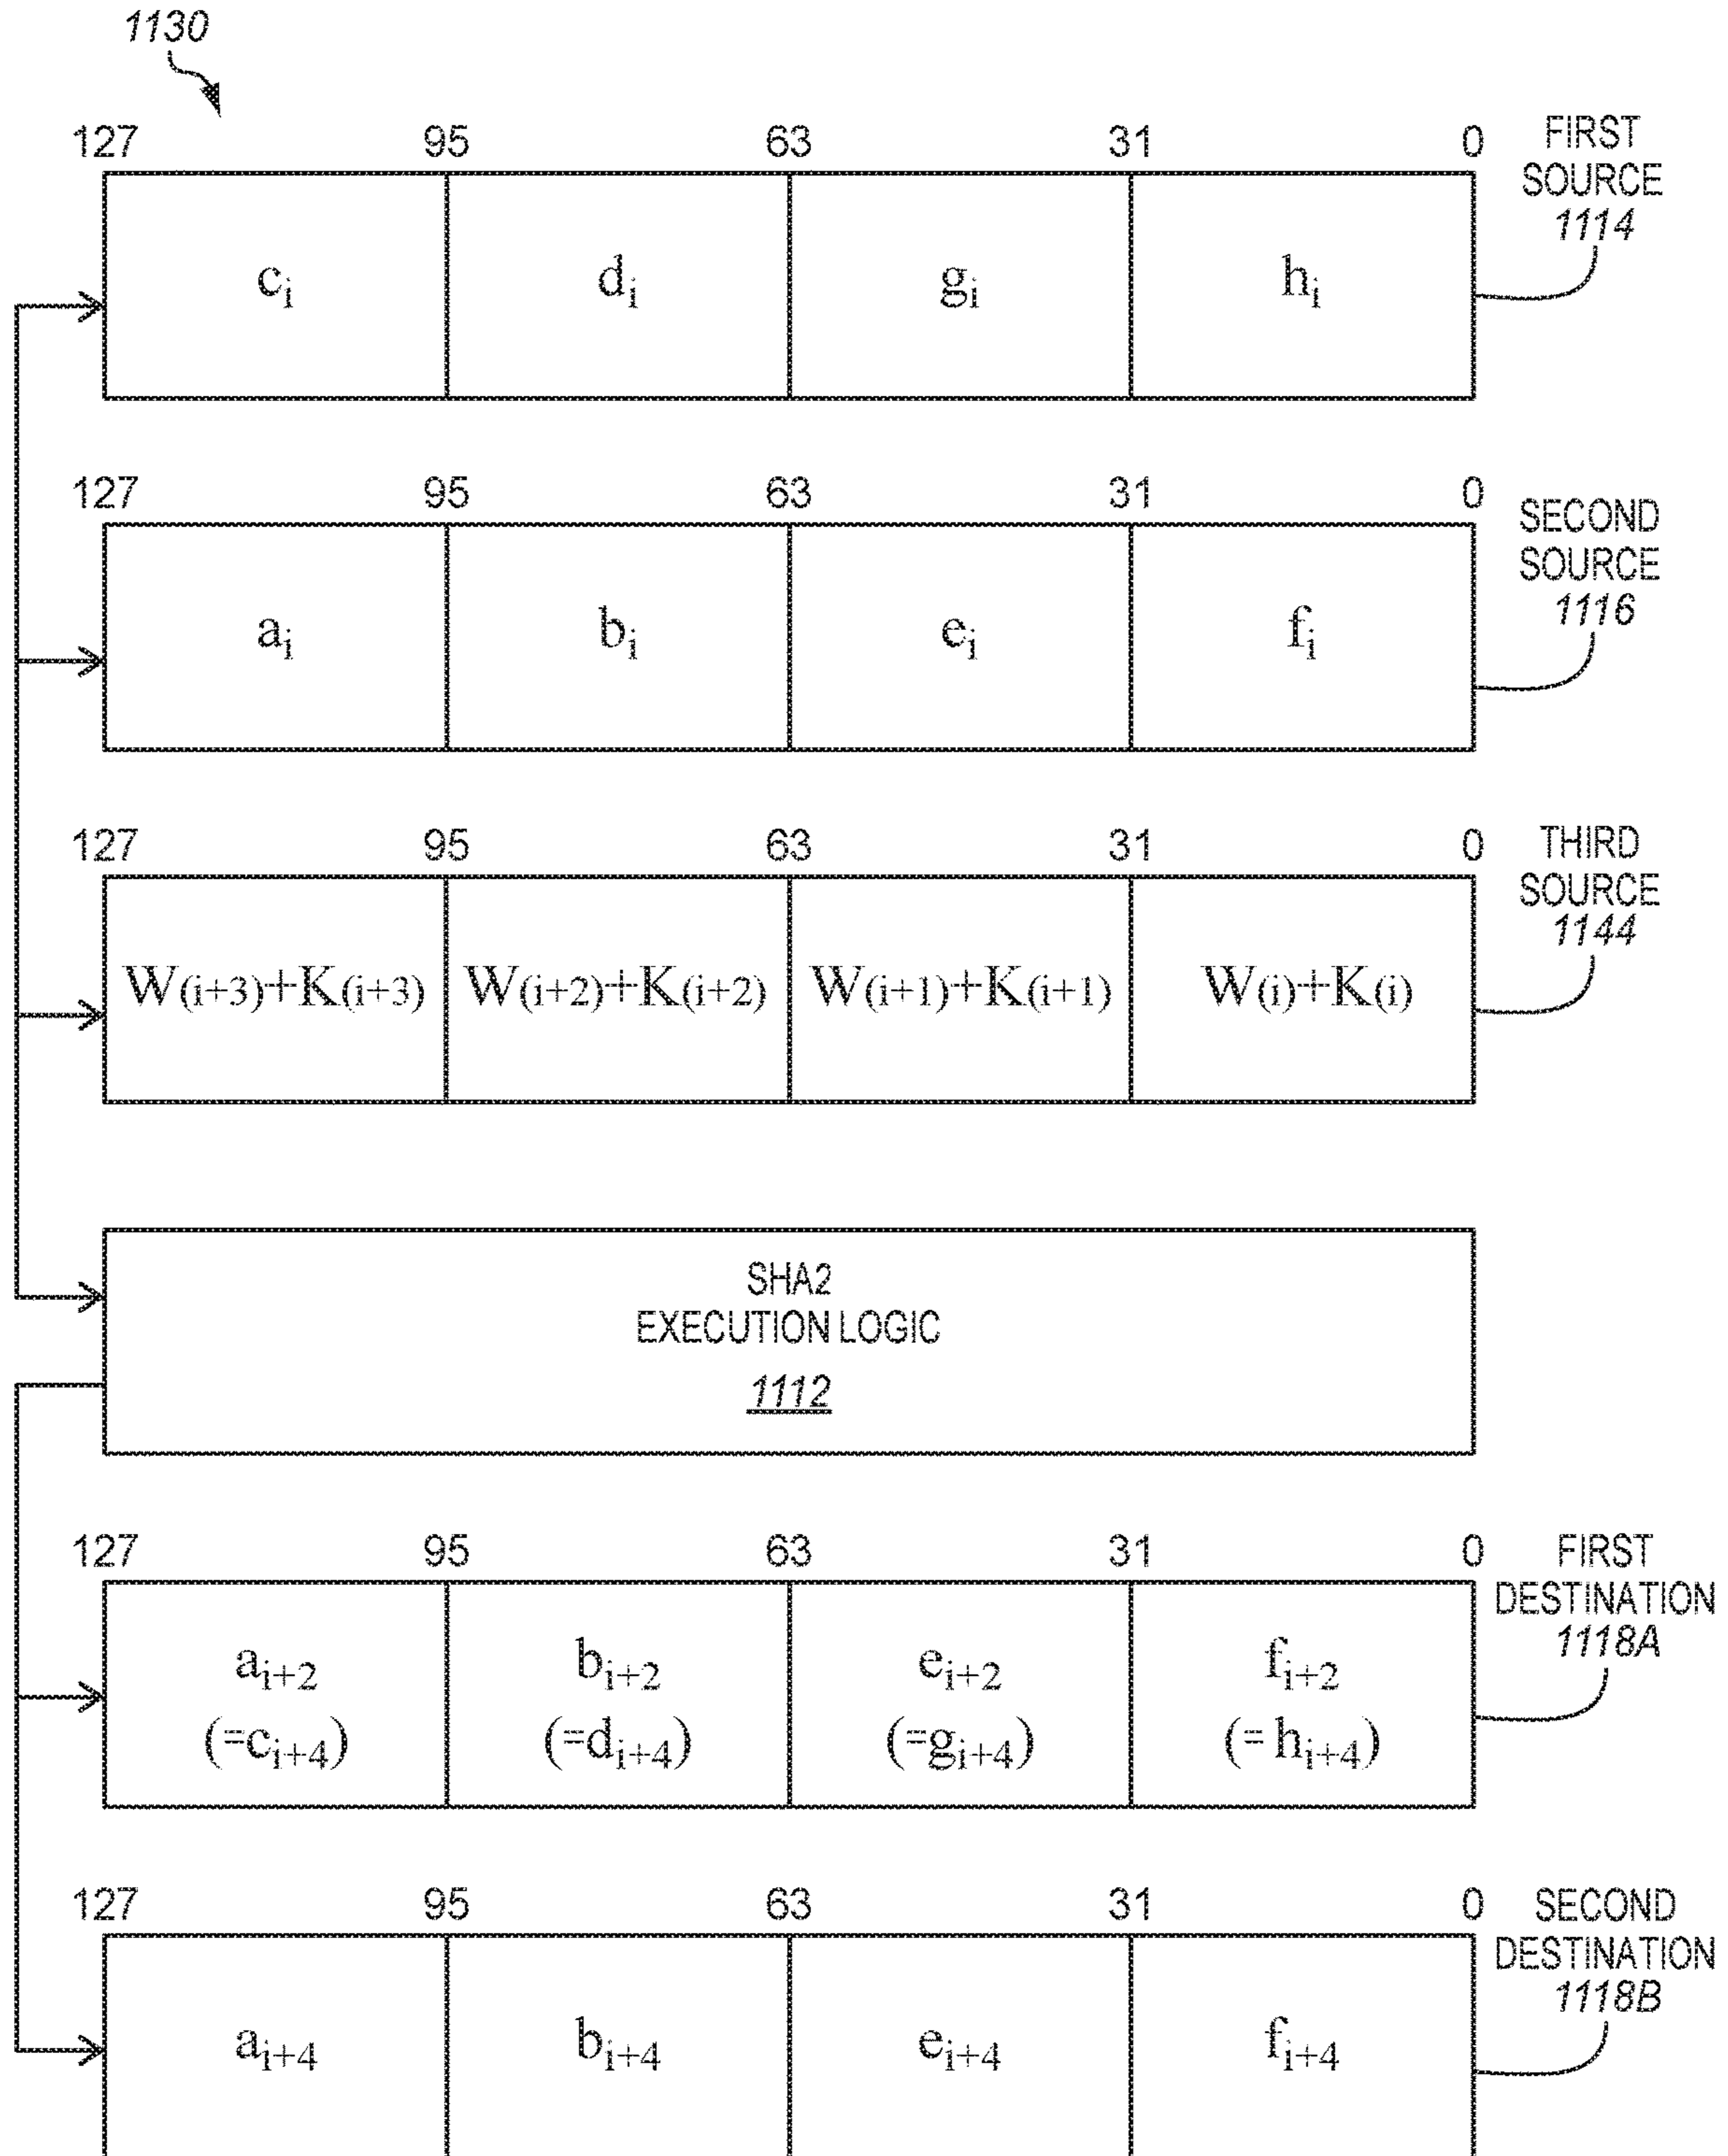 1130
127 95 63 31 0 FIRST
SOURCE
1114
cᵢ dᵢ gᵢ hᵢ
127 95 63 31 0 SECOND
SOURCE
1116
aᵢ bᵢ eᵢ fᵢ
127 95 63 31 0 THIRD
SOURCE
1144
W(i+3)+K(i+3) W(i+2)+K(i+2) W(i+1)+K(i+1) W(i)+K(i)
SHA2
EXECUTION LOGIC
1112
127 95 63 31 0 FIRST
DESTINATION
1118A
aᵢ₊₂ bᵢ₊₂ eᵢ₊₂ fᵢ₊₂
(=cᵢ₊₄) (=dᵢ₊₄) (=gᵢ₊₄) (= hᵢ₊₄)
127 95 63 31 0 SECOND
DESTINATION
1118B
aᵢ₊₄ bᵢ₊₄ eᵢ₊₄ fᵢ₊₄